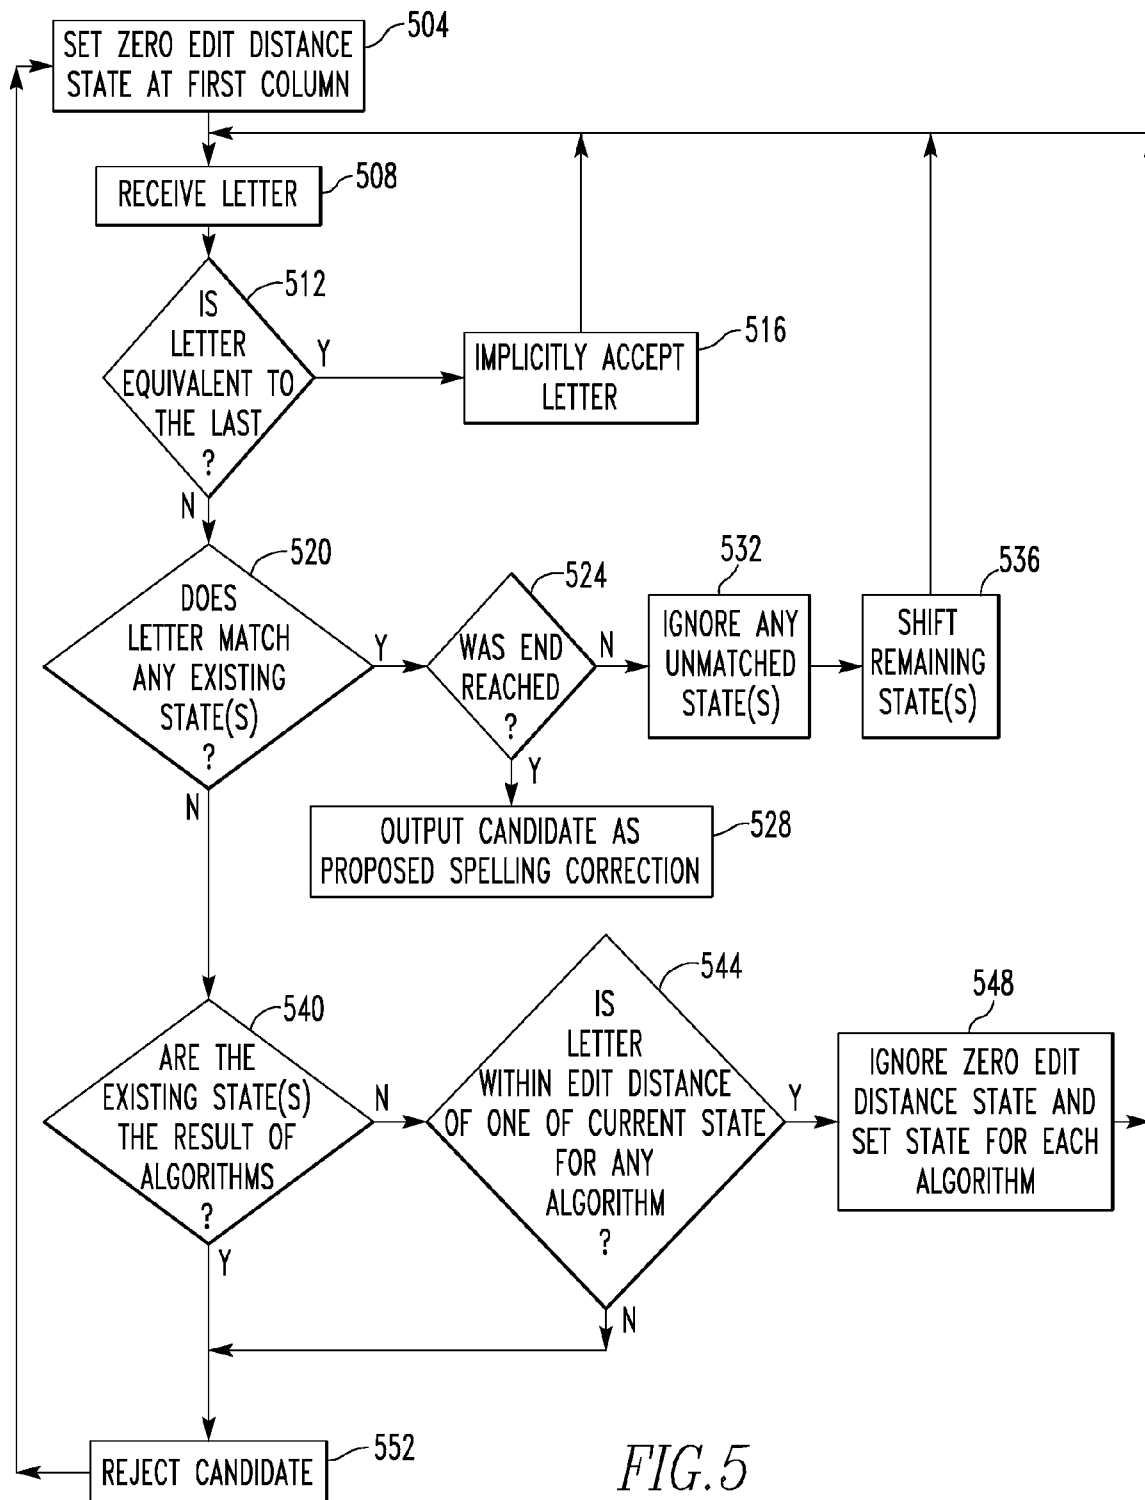 504
SET ZERO EDIT DISTANCE
STATE AT FIRST COLUMN
RECEIVE LETTER
508
512
IS
LETTER
EQUIVALENT TO
THE LAST
?
Y
N
IMPLICITLY ACCEPT
LETTER
516
520
DOES
LETTER MATCH
ANY EXISTING
STATE(S)
?
Y
N
524
WAS END
REACHED
?
N
Y
532
IGNORE ANY
UNMATCHED
STATE(S)
536
SHIFT
REMAINING
STATE(S)
OUTPUT CANDIDATE AS
PROPOSED SPELLING CORRECTION
528
540
ARE THE
EXISTING STATE(S)
THE RESULT OF
ALGORITHMS
?
N
Y
544
IS
LETTER
WITHIN EDIT DISTANCE
OF ONE OF CURRENT STATE
FOR ANY
ALGORITHM
?
Y
N
548
IGNORE ZERO EDIT
DISTANCE STATE AND
SET STATE FOR EACH
ALGORITHM
REJECT CANDIDATE
552
FIG.5